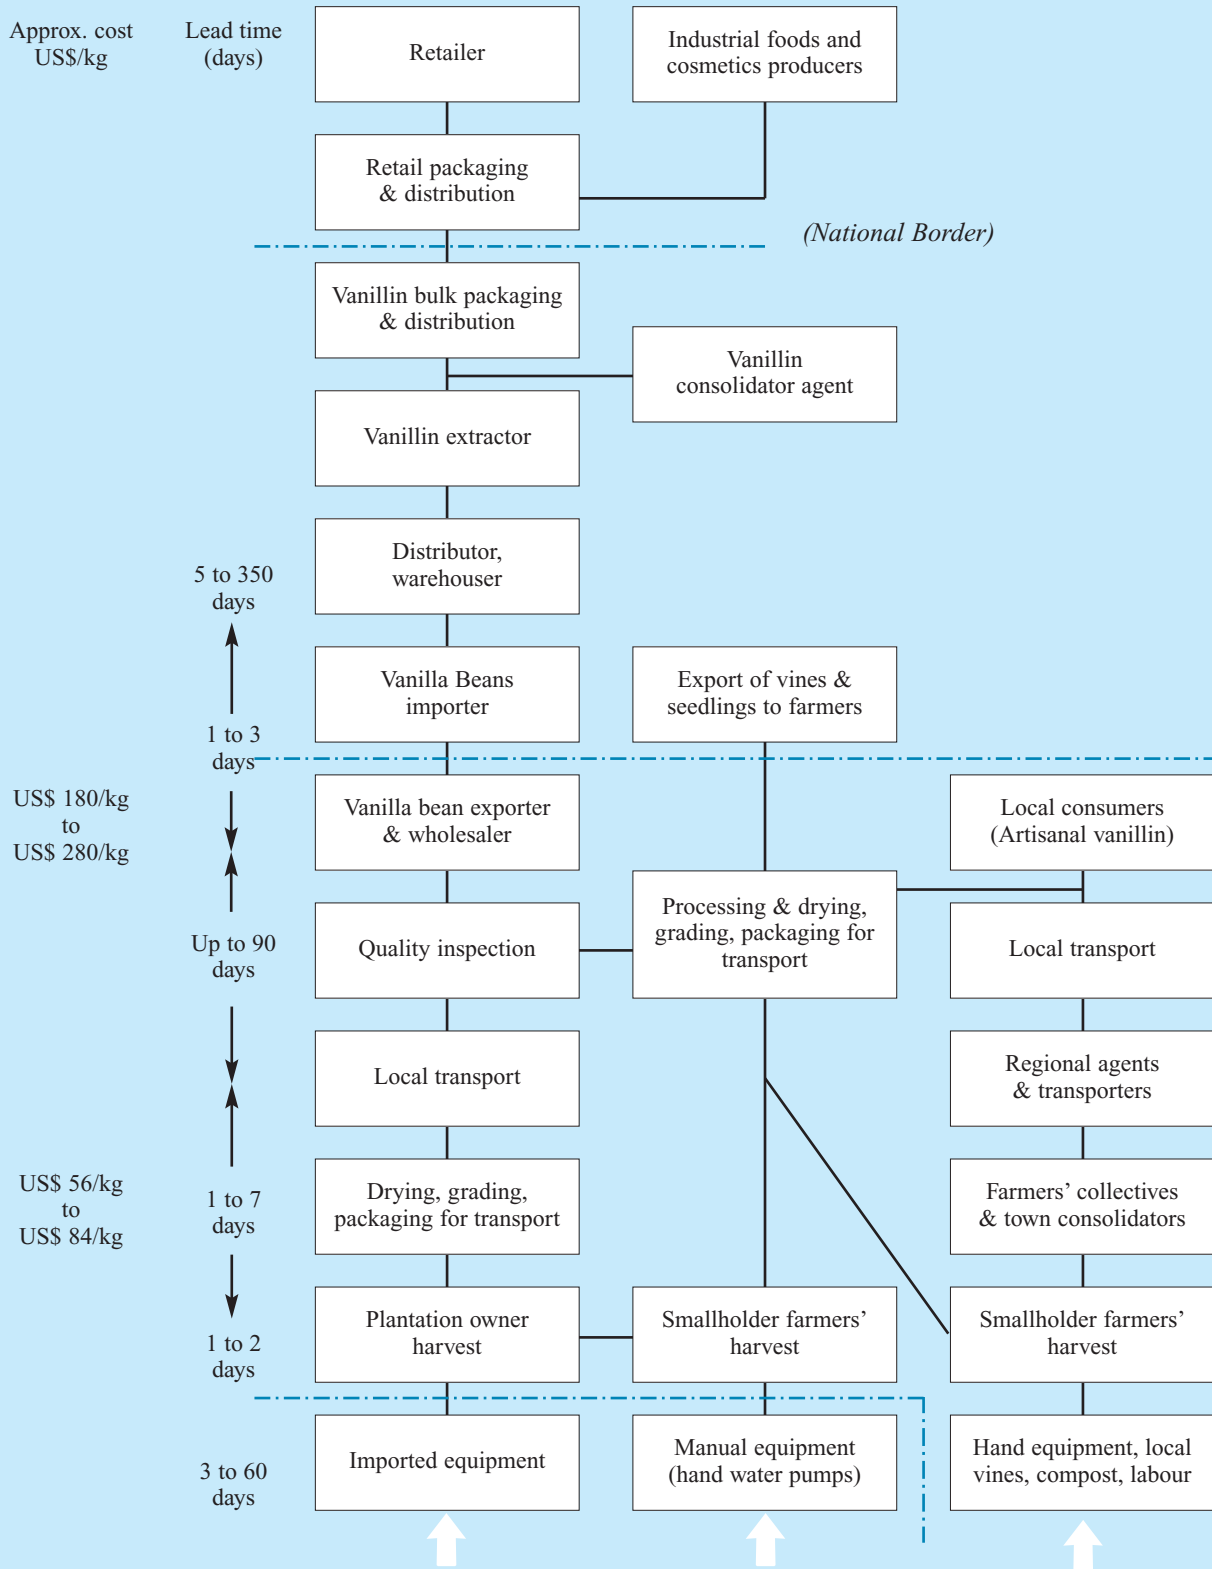 Approx. cost
US$/kg
Lead time
(days)
Retailer
Industrial foods and
cosmetics producers
Retail packaging
& distribution
(National Border)
Vanillin bulk packaging
& distribution
Vanillin
consolidator agent
Vanillin extractor
Distributor,
warehouser
5 to 350
days
Vanilla Beans
importer
Export of vines &
seedlings to farmers
1 to 3
days
US$ 180/kg
to
US$ 280/kg
Vanilla bean exporter
& wholesaler
Local consumers
(Artisanal vanillin)
Processing & drying,
grading, packaging for
transport
Up to 90
days
Quality inspection
Local transport
Local transport
Regional agents
& transporters
US$ 56/kg
to
US$ 84/kg
1 to 7
days
Drying, grading,
packaging for transport
Farmers’ collectives
& town consolidators
1 to 2
days
Plantation owner
harvest
Smallholder farmers’
harvest
Smallholder farmers’
harvest
3 to 60
days
Imported equipment
Manual equipment
(hand water pumps)
Hand equipment, local
vines, compost, labour